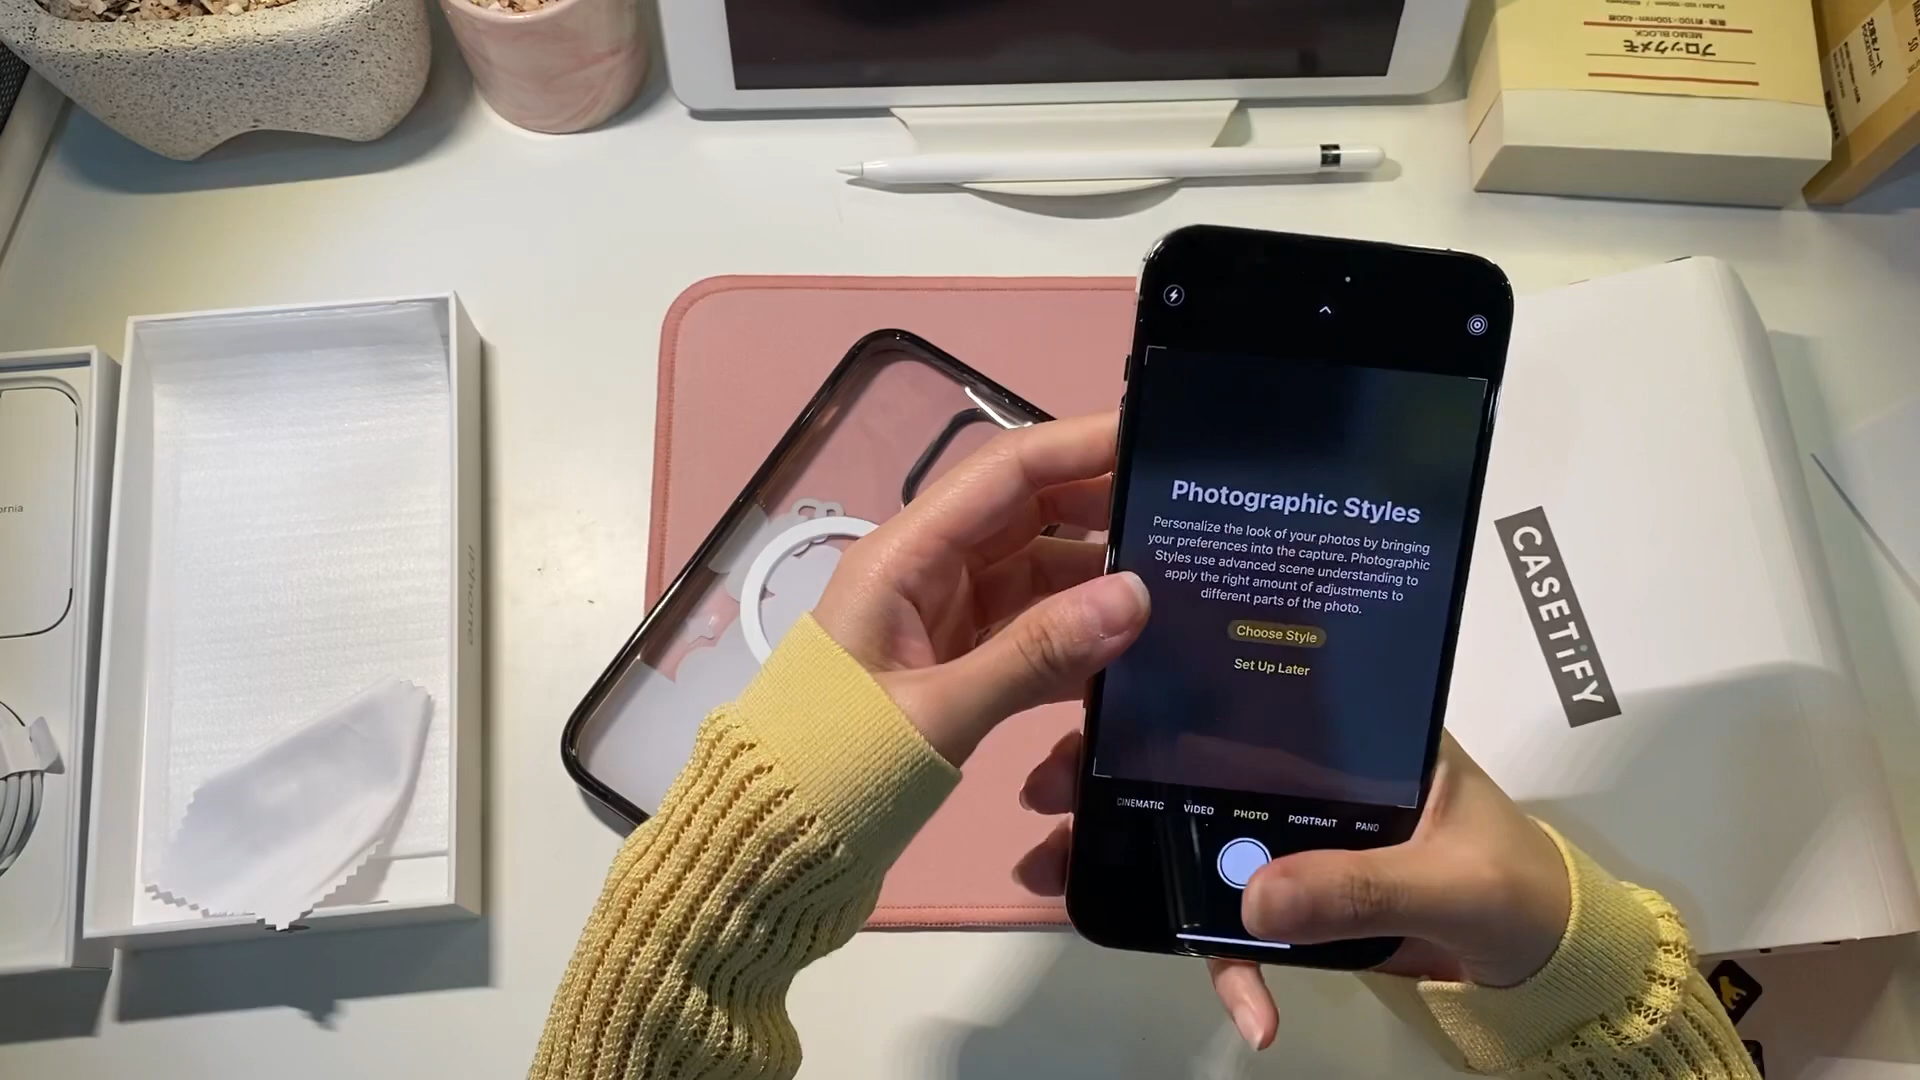 MEMO BLOCK
ブロックメモ
ornia
iPhone
Photographic Styles
Personalize the look of your photos by bringing
your preferences into the capture. Photographic
Styles use advanced scene understanding to
apply the right amount of adjustments to
different parts of the photo.
Choose Style
Set Up Later
CINEMATIC VIDEO PHOTO PORTRAIT PANO
CASETiFY